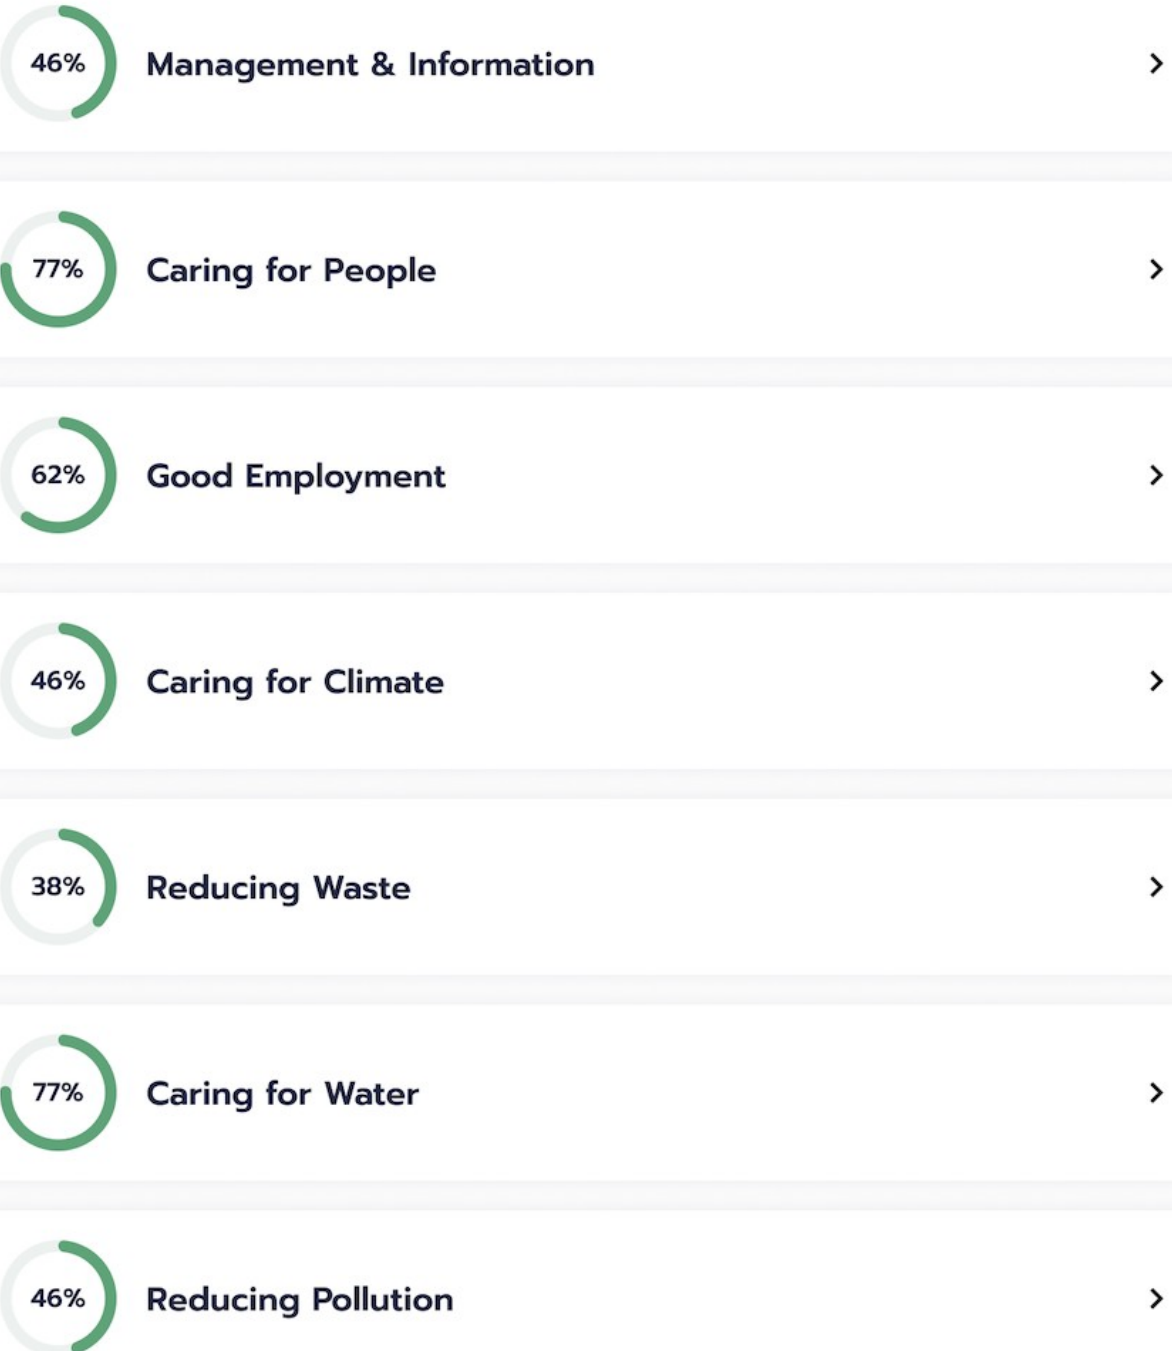 46% Management & Information
77% Caring for People
62% Good Employment
46% Caring for Climate
38% Reducing Waste
77% Caring for Water
46% Reducing Pollution